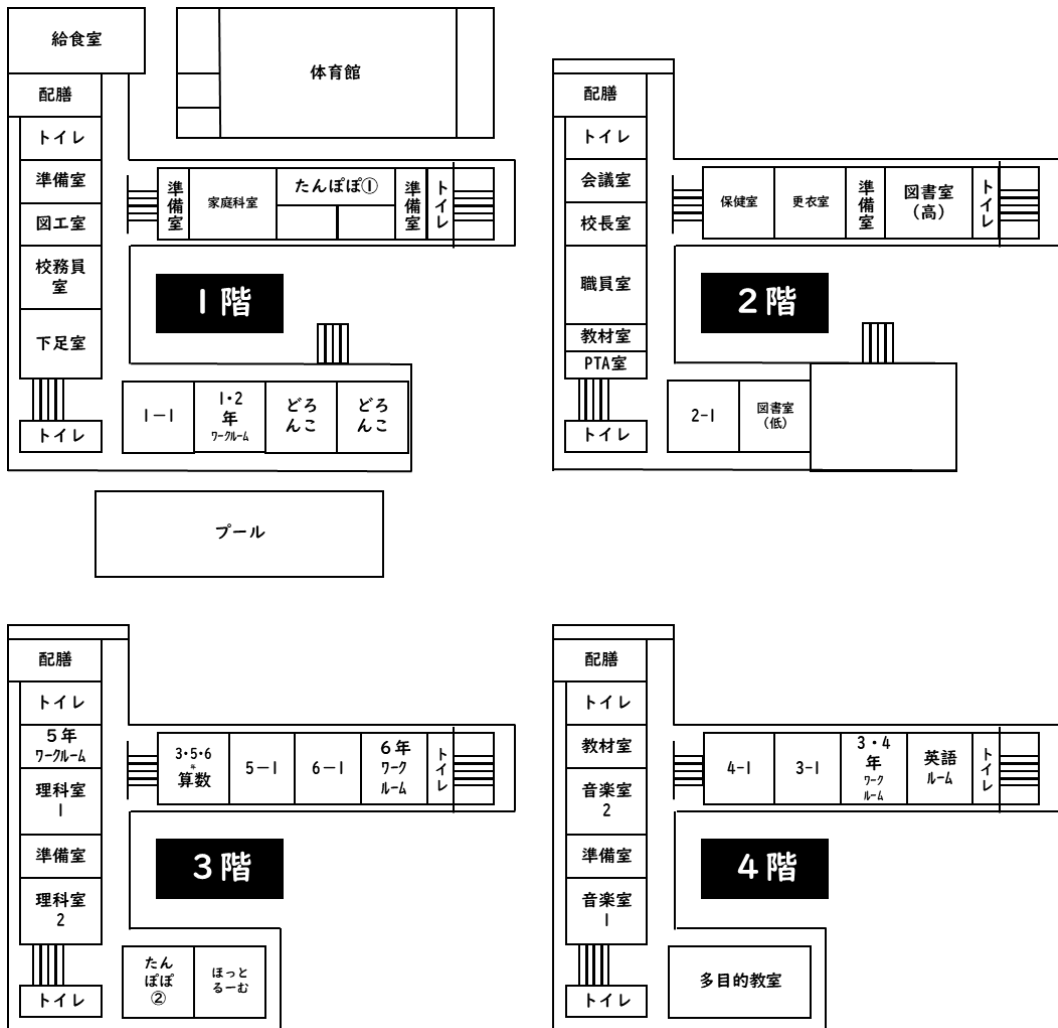 給食室
体育館
配膳
トイレ
準備室
図工室
校務員
室
下足室
トイレ
準備室
家庭科室
たんぽぽ①
準備室
トイレ
1階
1-1
1・2
年
ワークルーム
どろ
んこ
どろ
んこ
プール
配膳
トイレ
会議室
校長室
職員室
教材室
PTA室
トイレ
保健室
更衣室
準備室
図書室
(高)
トイレ
2階
2-1
図書室
(低)
配膳
トイレ
5年
ワークルーム
理科室
1
準備室
理科室
2
トイレ
3・5・6
年
算数
5-1
6-1
6年
ワーク
ルーム
トイレ
3階
たん
ぽぽ
②
ほっと
るーむ
配膳
トイレ
教材室
音楽室
2
準備室
音楽室
1
トイレ
4-1
3-1
3・4
年
ワーク
ルーム
英語
ルーム
トイレ
4階
多目的教室